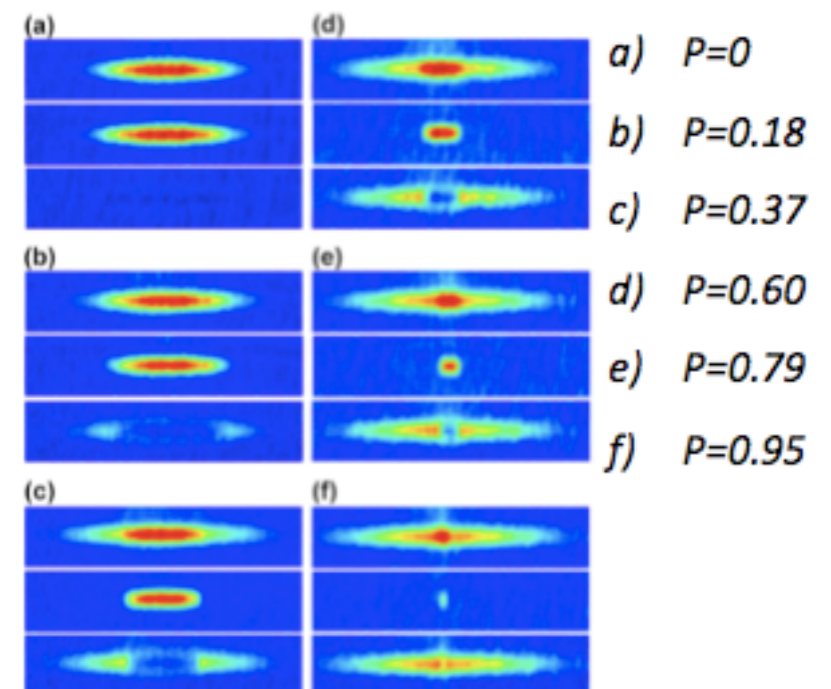 (a) (d)
a) P=0
b) P=0.18
c) P=0.37
(b) (e)
d) P=0.60
e) P=0.79
f) P=0.95
(c) (f)